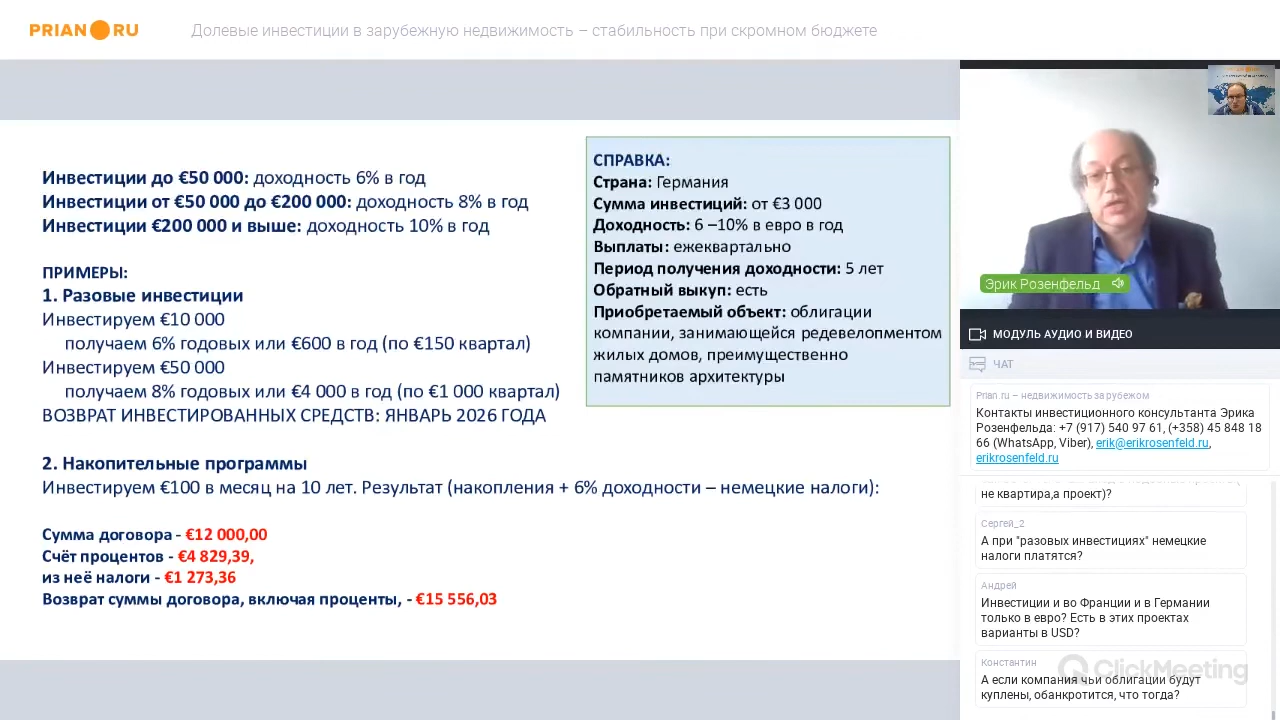 PRIAN RU
Долевые инвестиции в зарубежную недвижимость – стабильность при скромном бюджете
Инвестиции до €50 000: доходность 6% в год
Инвестиции от €50 000 до €200 000: доходность 8% в год
Инвестиции €200 000 и выше: доходность 10% в год
ПРИМЕРЫ:
1. Разовые инвестиции
Инвестируем €10 000
получаем 6% годовых или €600 в год (по €150 квартал)
Инвестируем €50 000
получаем 8% годовых или €4 000 в год (по €1 000 квартал)
ВОЗВРАТ ИНВЕСТИРОВАННЫХ СРЕДСТВ: ЯНВАРЬ 2026 ГОДА
2. Накопительные программы
Инвестируем €100 в месяц на 10 лет. Результат (накопления + 6% доходности – немецкие налоги):
Сумма договора - €12 000,00
Счёт процентов - €4 829,39,
из неё налоги - €1 273,36
Возврат суммы договора, включая проценты, - €15 556,03
СПРАВКА:
Страна: Германия
Сумма инвестиций: от €3 000
Доходность: 6 –10% в евро в год
Выплаты: ежеквартально
Период получения доходности: 5 лет
Обратный выкуп: есть
Приобретаемый объект: облигации
компании, занимающейся редевелопментом
жилых домов, преимущественно
памятников архитектуры
Эрик Розенфельд
МОДУЛЬ АУДИО И ВИДЕО
ЧАТ
Prian.ru – недвижимость за рубежом
Контакты инвестиционного консультанта Эрика
Розенфельда: +7 (917) 540 97 61, (+358) 45 848 18
66 (WhatsApp, Viber), erik@erikrosenfeld.ru,
erikrosenfeld.ru
не квартира,а проект)?
Сергей_2
А при "разовых инвестициях" немецкие
налоги платятся?
Андрей
Инвестиции и во Франции и в Германии
только в евро? Есть в этих проектах
варианты в USD?
Константин
А если компания чьи облигации будут
куплены, обанкротится, что тогда?
ClickMeeting